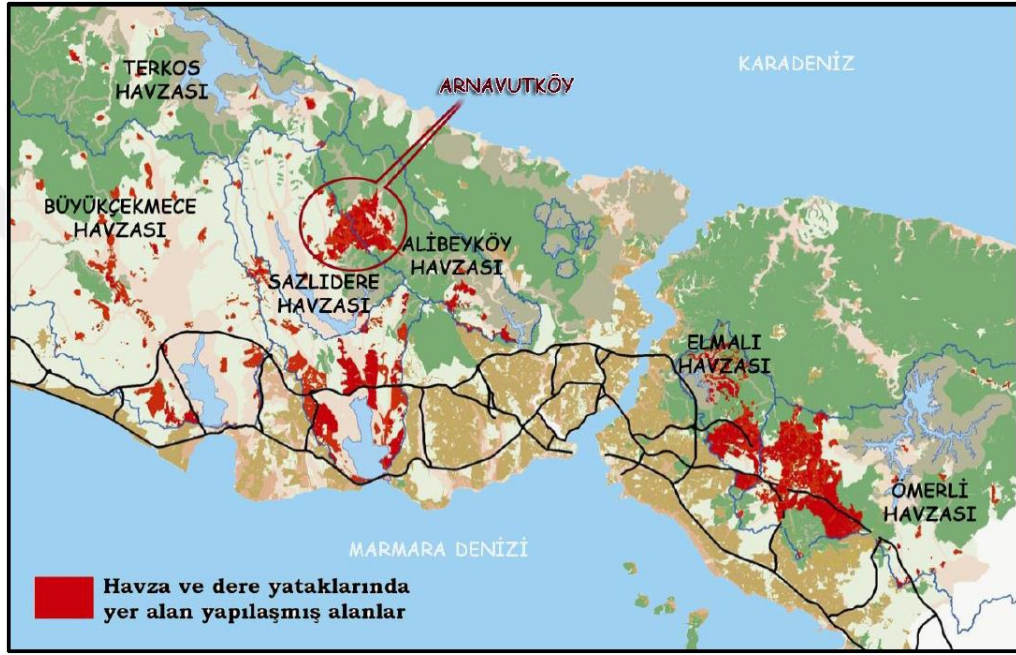 KARADENİZ
TERKOS
HAVZASI
ARNAVUTKÖY
BÜYÜKÇEKMECE
HAVZASI
ALİBEYKÖY
HAVZASI
SAZLIDERE
HAVZASI
ELMALI
HAVZASI
ÖMERLİ
HAVZASI
MARMARA DENİZİ
Havza ve dere yataklarında
yer alan yapılaşmış alanlar